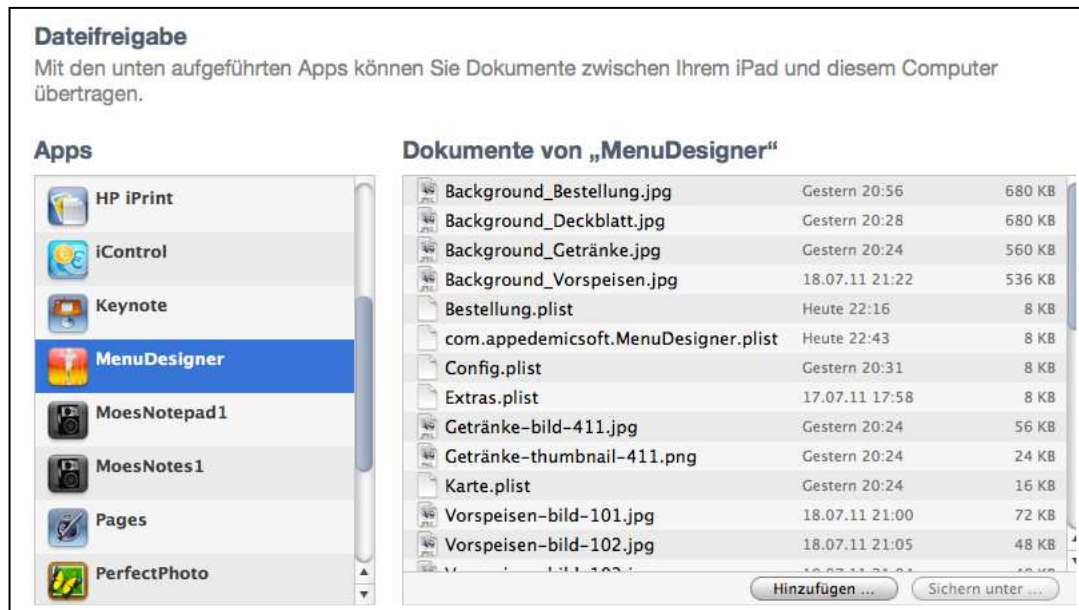 Dateifreigabe
Mit den unten aufgeführten Apps können Sie Dokumente zwischen Ihrem iPad und diesem Computer
übertragen.
Apps
HP iPrint
iControl
Keynote
MenuDesigner
MoesNotepad1
MoesNotes1
Pages
PerfectPhoto
Dokumente von „MenuDesigner“
Background_Bestellung.jpg Gestern 20:56 680 KB
Background_Deckblatt.jpg Gestern 20:28 680 KB
Background_Getränke.jpg Gestern 20:24 560 KB
Background_Vorspeisen.jpg 18.07.11 21:22 536 KB
Bestellung.plist Heute 22:16 8 KB
com.appedemicsoft.MenuDesigner.plist Heute 22:43 8 KB
Config.plist Gestern 20:31 8 KB
Extras.plist 17.07.11 17:58 8 KB
Getränke-bild-411.jpg Gestern 20:24 56 KB
Getränke-thumbnail-411.png Gestern 20:24 24 KB
Karte.plist Gestern 20:24 16 KB
Vorspeisen-bild-101.jpg 18.07.11 21:00 72 KB
Vorspeisen-bild-102.jpg 18.07.11 21:05 48 KB
Hinzufügen ... Sichern unter ...